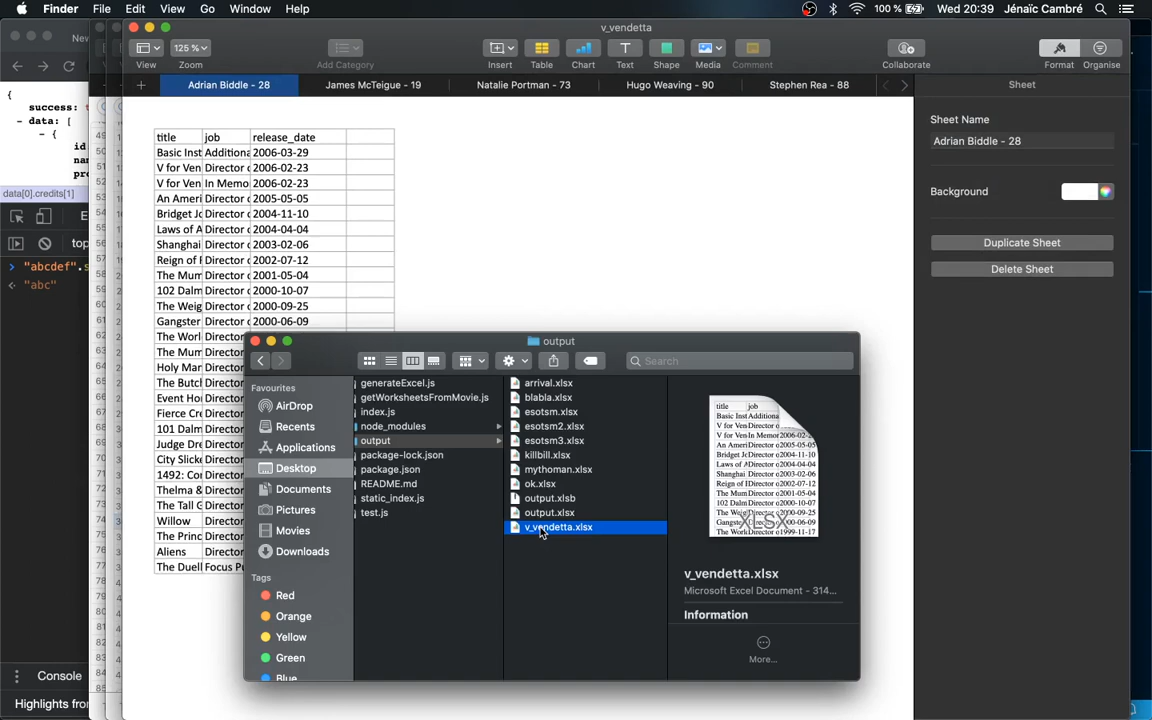 Finder File Edit View Go Window Help 100 % Wed 20:39 Jénaïc Cambré
v_vendetta
125 %
View Zoom Add Category Insert Table Chart Text Shape Media Comment Collaborate Format Organise
Adrian Biddle - 28 James McTeigue - 19 Natalie Portman - 73 Hugo Weaving - 90 Stephen Rea - 88 Sheet
Sheet Name
Adrian Biddle - 28
Background
Duplicate Sheet
Delete Sheet
{
success:
- data: [
- {
id
data[0].credits[1]
top
> "abcdef".s
"abc"
Console
Highlights from
title job release_date
Basic Inst Additiona 2006-03-29
V for Ven Director o 2006-02-23
V for Ven In Memo 2006-02-23
An Ameri Director o 2005-05-05
Bridget Jo Director o 2004-11-10
Laws of A Director o 2004-04-04
Shanghai Director o 2003-02-06
Reign of F Director o 2002-07-12
The Mum Director o 2001-05-04
102 Dalm Director o 2000-10-07
The Weig Director o 2000-09-25
Gangster Director o 2000-06-09
The Worl Director
The Mum Director
Holy Mar Director
The Butc Director
Event Ho Director
Fierce Cr Director
101 Dalm Director
Judge Dre Director
City Slick Director
1492: Co Director
Thelma & Director
The Tall G Director
Willow Director
The Princ Director
Aliens Director
The Duell Focus Pu
output
Search
Favourites
AirDrop
Recents
Applications
Desktop
Documents
Pictures
Movies
Downloads
Tags
Red
Orange
Yellow
Green
Blue
generateExcel.js
getWorksheetsFromMovie.js
index.js
node_modules
output
package-lock.json
package.json
README.md
static_index.js
test.js
arrival.xlsx
blabla.xlsx
esotsm.xlsx
esotsm2.xlsx
esotsm3.xlsx
killbill.xlsx
mythoman.xlsx
ok.xlsx
output.xlsb
output.xlsx
v_vendetta.xlsx
XLSX
v_vendetta.xlsx
Microsoft Excel Document - 314...
Information
More...